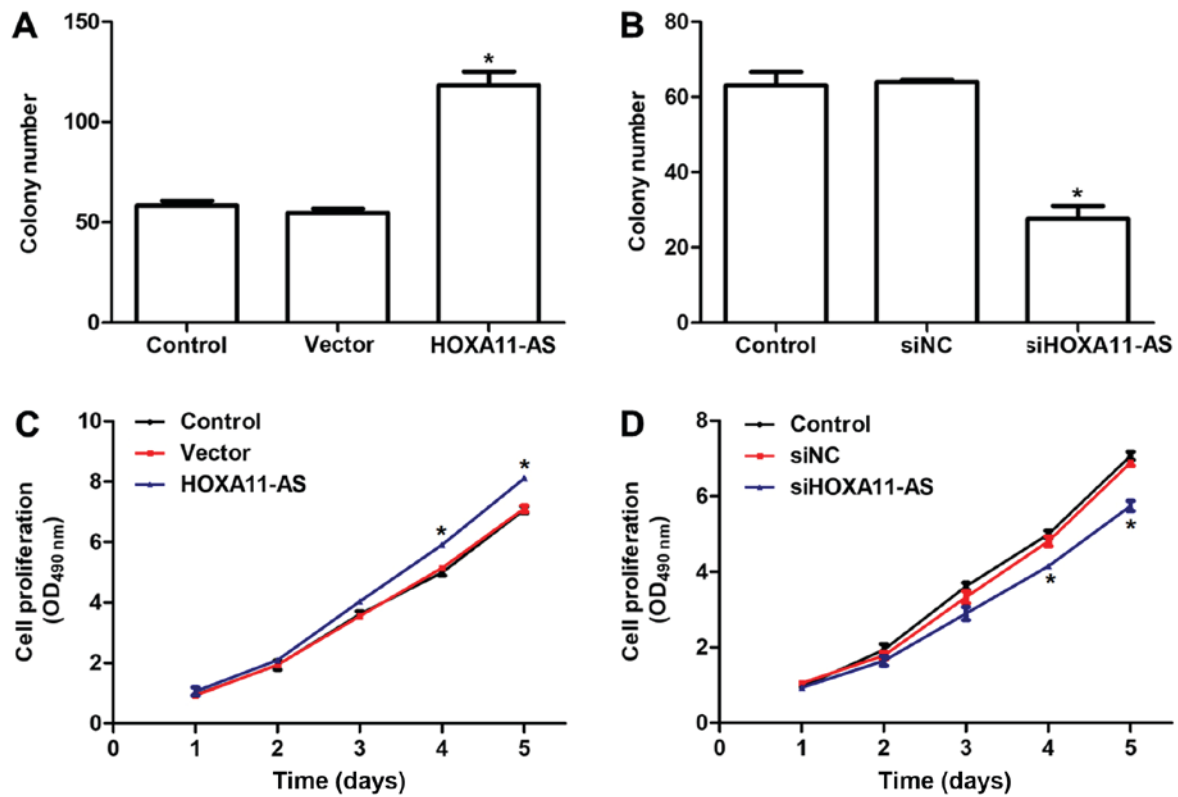 A
Colony number
150
100
50
0
*
Control
Vector
HOXA11-AS
B
Colony number
80
60
40
20
0
*
Control
siNC
siHOXA11-AS
C
Cell proliferation
(OD490 nm)
10
8
6
4
2
0
Control
Vector
HOXA11-AS
*
*
0
1
2
3
4
5
Time (days)
D
Cell proliferation
(OD490 nm)
8
6
4
2
0
Control
siNC
siHOXA11-AS
*
*
0
1
2
3
4
5
Time (days)